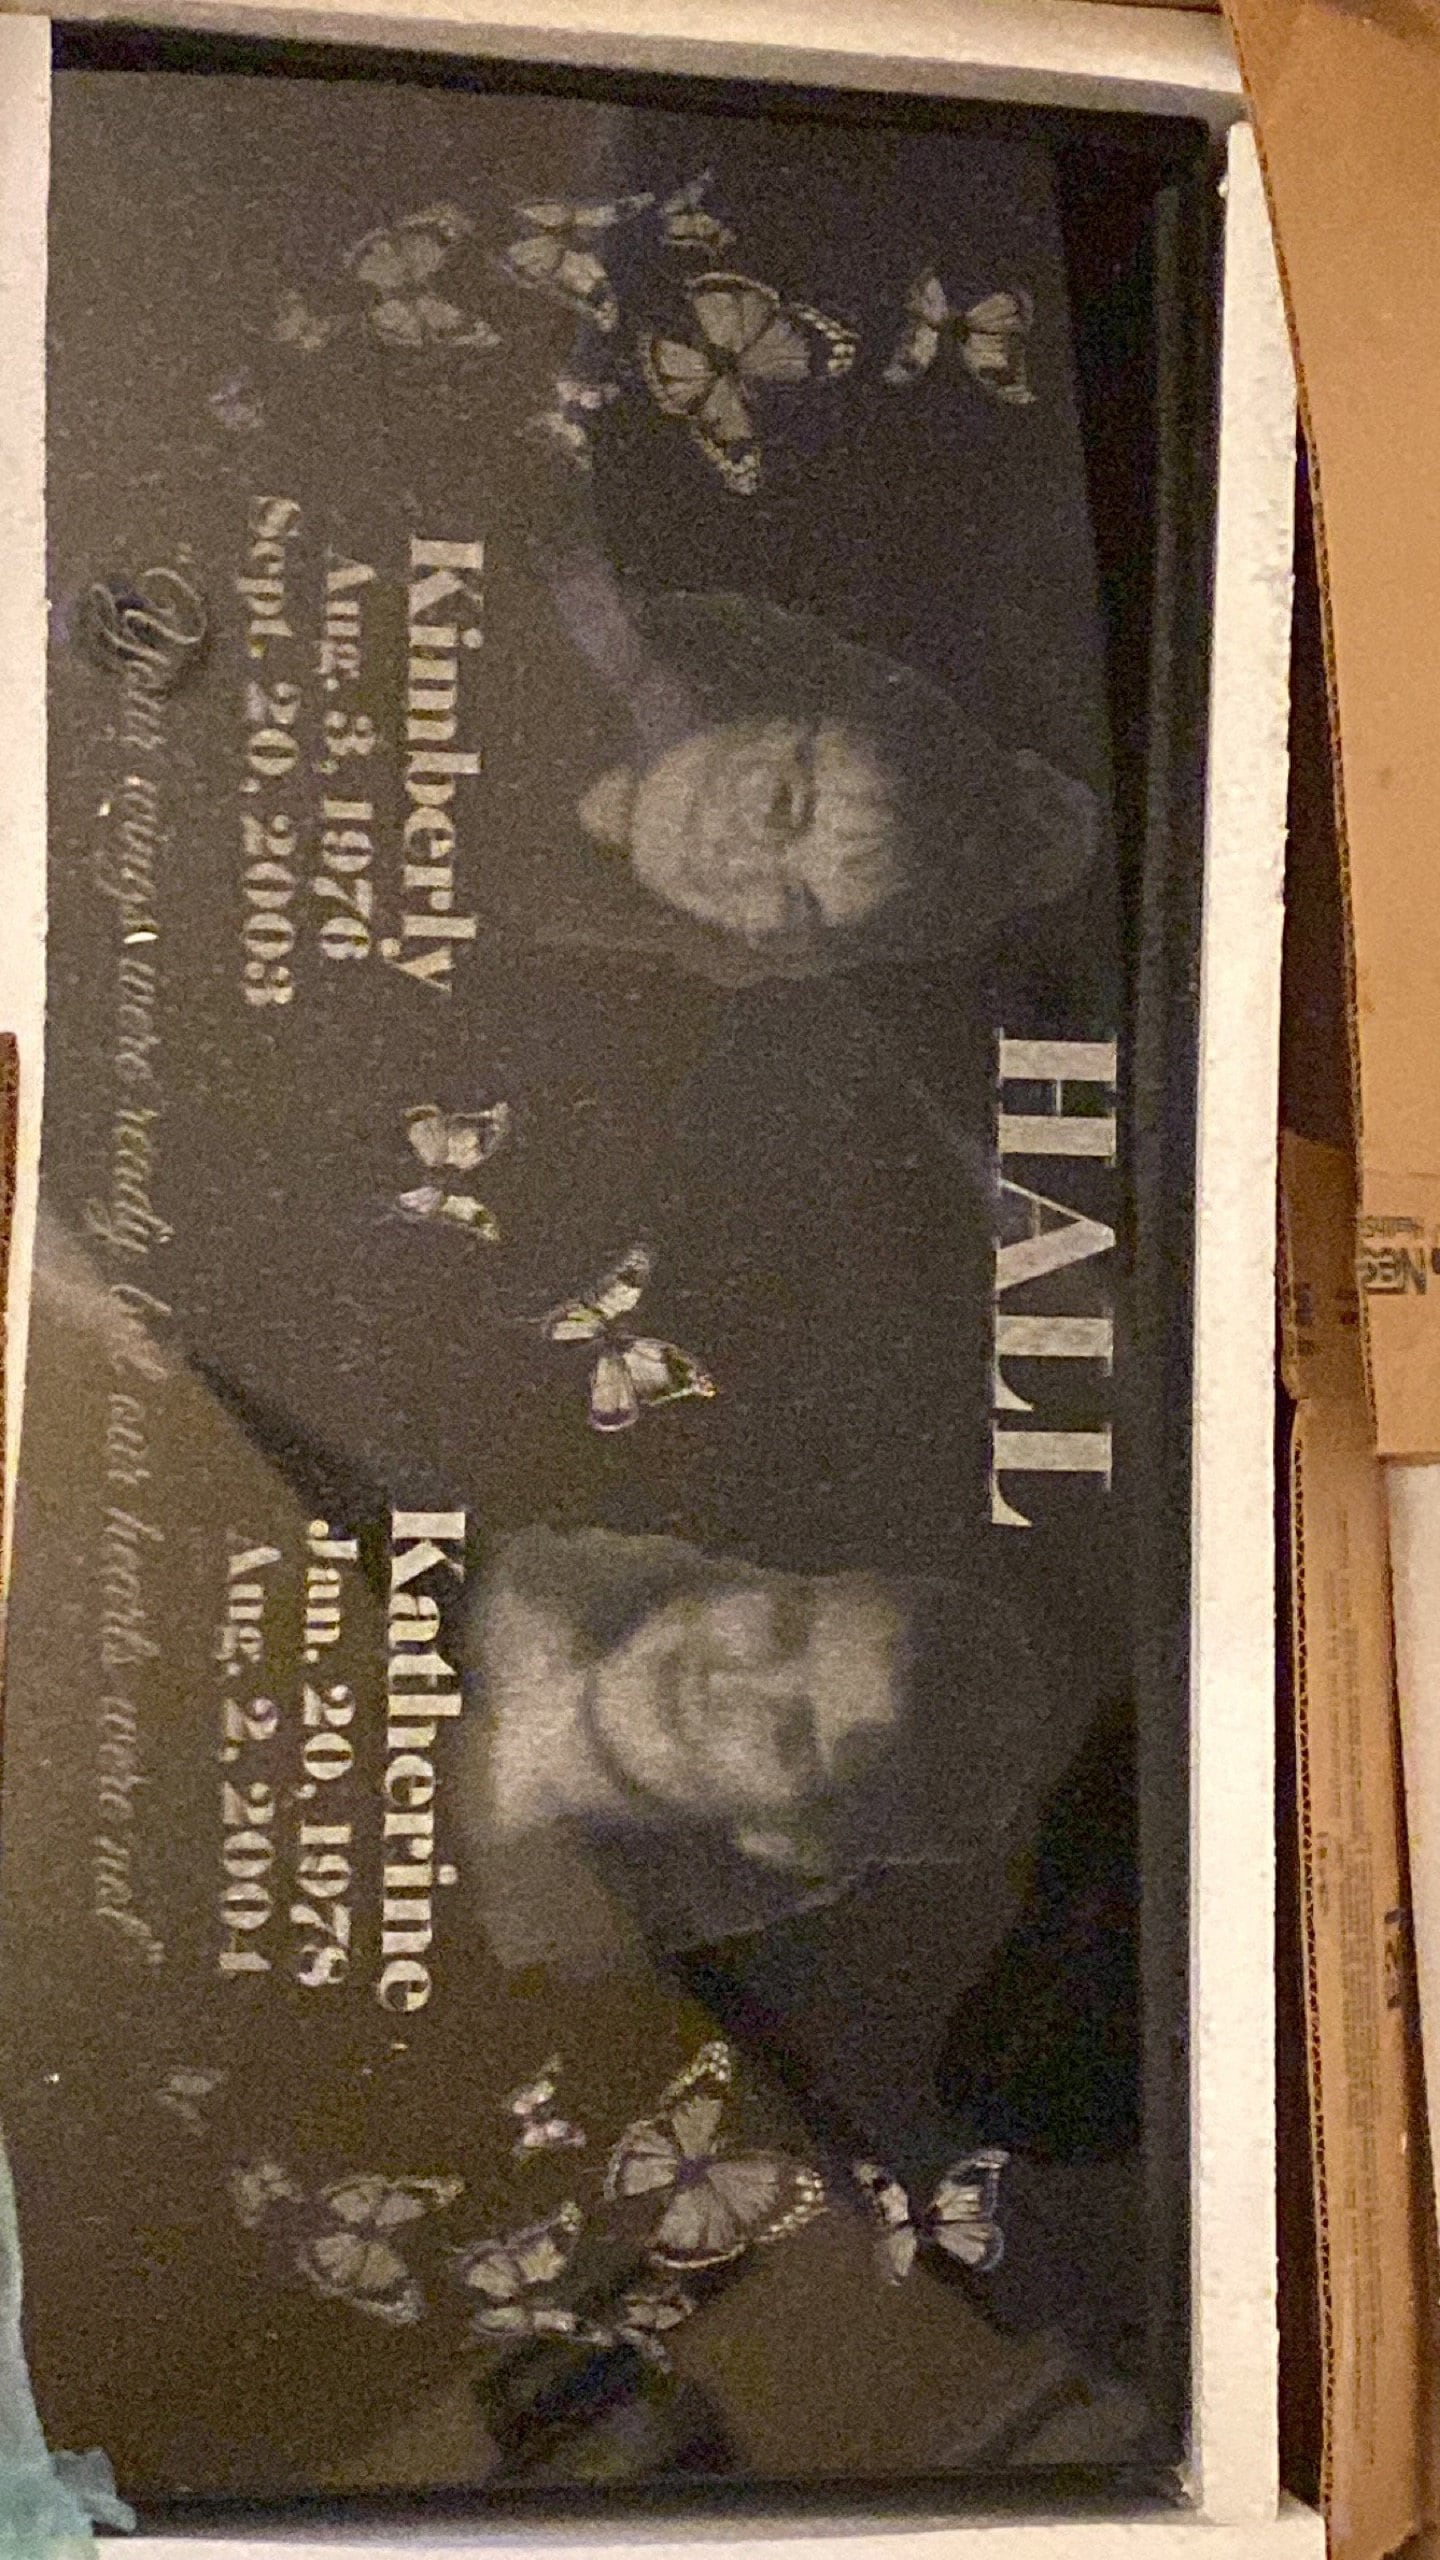 HALL
Kimberly
Aug. 3, 1976
Sept. 20, 2003
Katherine
Jan. 20, 1978
Aug. 2, 2004
"Your wings were ready but our hearts were not"